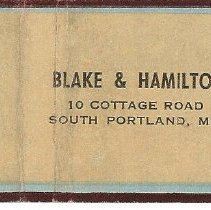 BLAKE & HAMILTO
10 COTTAGE ROAD
SOUTH PORTLAND, M